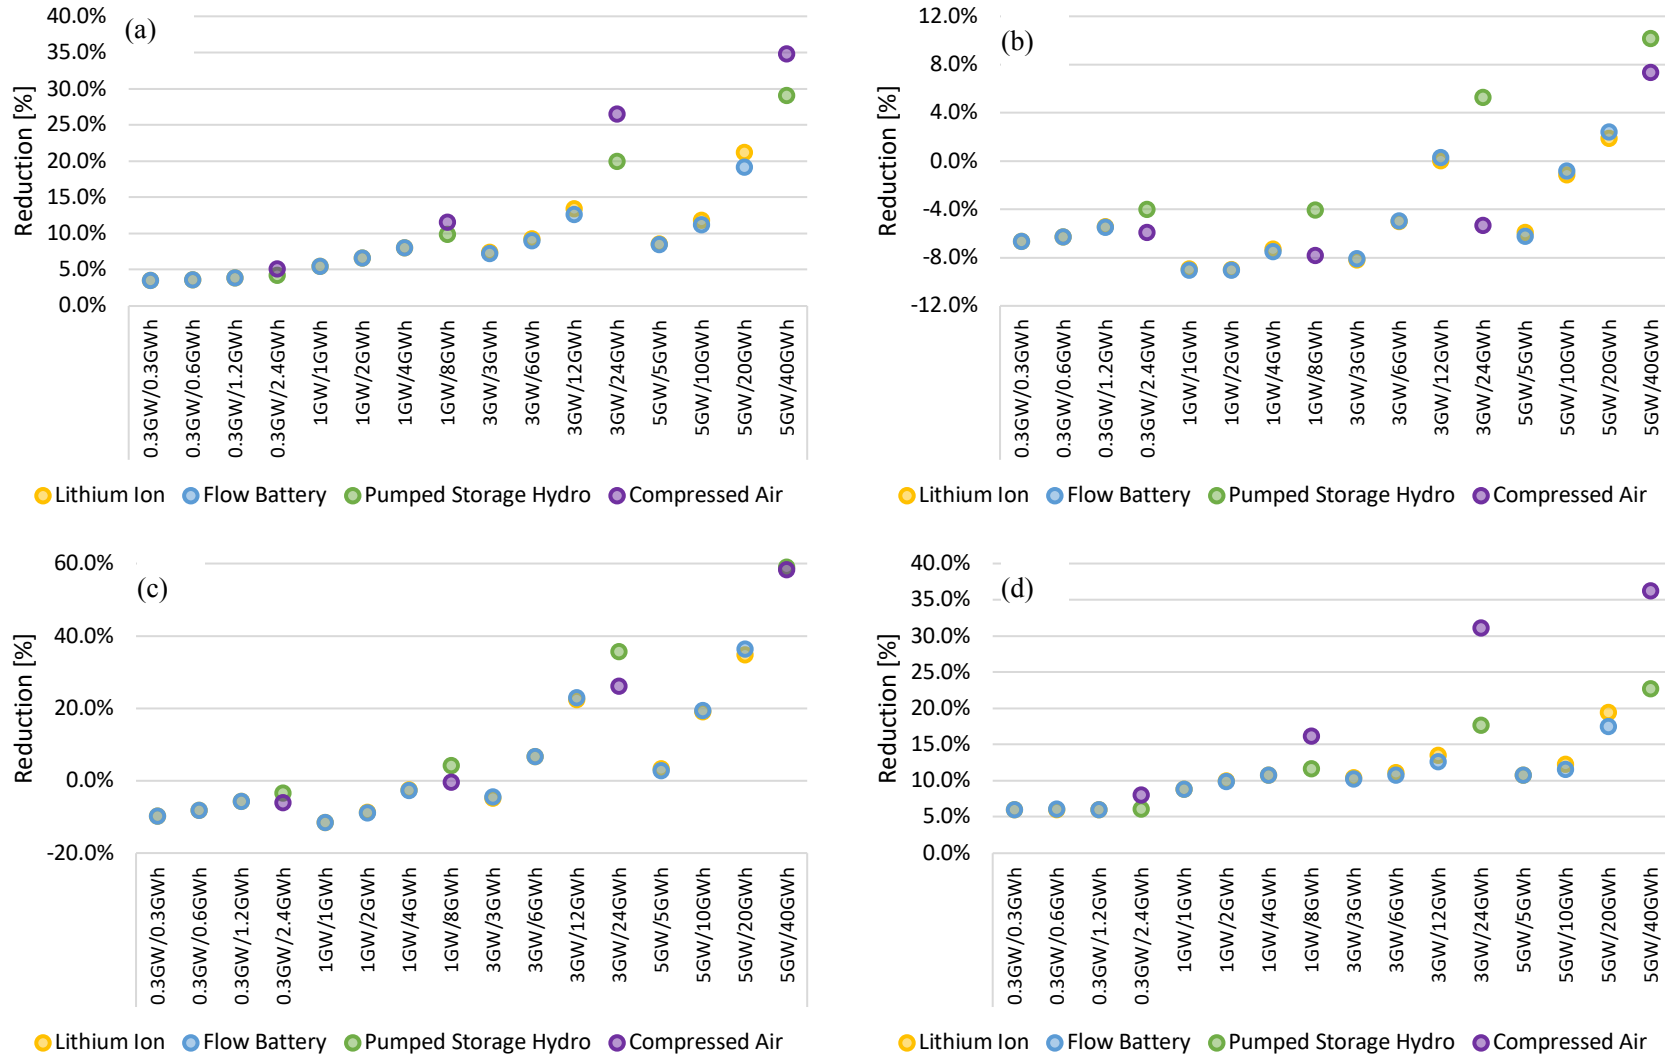 (a)
Reduction [%]
40.0%
35.0%
30.0%
25.0%
20.0%
15.0%
10.0%
5.0%
0.0%
0.3GW/0.3GWh
0.3GW/0.6GWh
0.3GW/1.2GWh
0.3GW/2.4GWh
1GW/1GWh
1GW/2GWh
1GW/4GWh
1GW/8GWh
3GW/3GWh
3GW/6GWh
3GW/12GWh
3GW/24GWh
5GW/5GWh
5GW/10GWh
5GW/20GWh
5GW/40GWh
Lithium Ion Flow Battery Pumped Storage Hydro Compressed Air
(b)
Reduction [%]
12.0%
8.0%
4.0%
0.0%
-4.0%
-8.0%
-12.0%
0.3GW/0.3GWh
0.3GW/0.6GWh
0.3GW/1.2GWh
0.3GW/2.4GWh
1GW/1GWh
1GW/2GWh
1GW/4GWh
1GW/8GWh
3GW/3GWh
3GW/6GWh
3GW/12GWh
3GW/24GWh
5GW/5GWh
5GW/10GWh
5GW/20GWh
5GW/40GWh
Lithium Ion Flow Battery Pumped Storage Hydro Compressed Air
(c)
Reduction [%]
60.0%
40.0%
20.0%
0.0%
-20.0%
0.3GW/0.3GWh
0.3GW/0.6GWh
0.3GW/1.2GWh
0.3GW/2.4GWh
1GW/1GWh
1GW/2GWh
1GW/4GWh
1GW/8GWh
3GW/3GWh
3GW/6GWh
3GW/12GWh
3GW/24GWh
5GW/5GWh
5GW/10GWh
5GW/20GWh
5GW/40GWh
Lithium Ion Flow Battery Pumped Storage Hydro Compressed Air
(d)
Reduction [%]
40.0%
35.0%
30.0%
25.0%
20.0%
15.0%
10.0%
5.0%
0.0%
0.3GW/0.3GWh
0.3GW/0.6GWh
0.3GW/1.2GWh
0.3GW/2.4GWh
1GW/1GWh
1GW/2GWh
1GW/4GWh
1GW/8GWh
3GW/3GWh
3GW/6GWh
3GW/12GWh
3GW/24GWh
5GW/5GWh
5GW/10GWh
5GW/20GWh
5GW/40GWh
Lithium Ion Flow Battery Pumped Storage Hydro Compressed Air